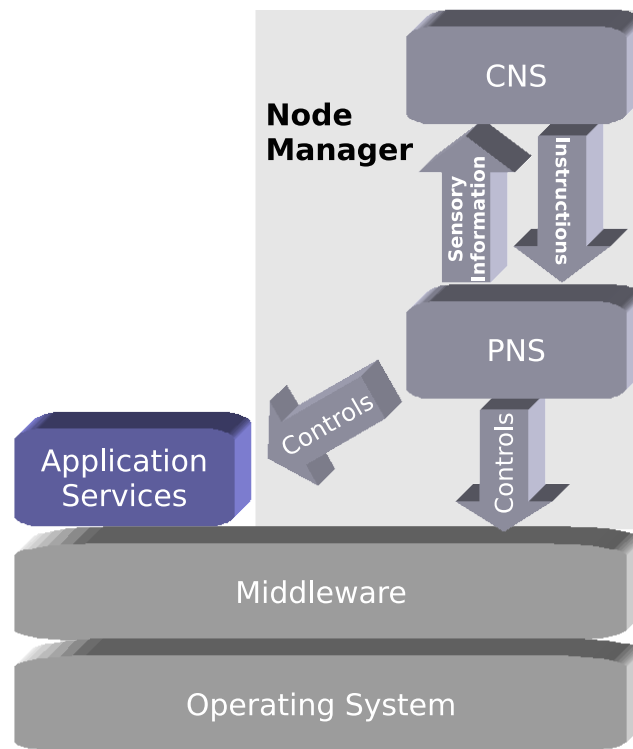 CNS
Node
Manager
Sensory
Information
Instructions
PNS
Controls
Controls
Application
Services
Middleware
Operating System